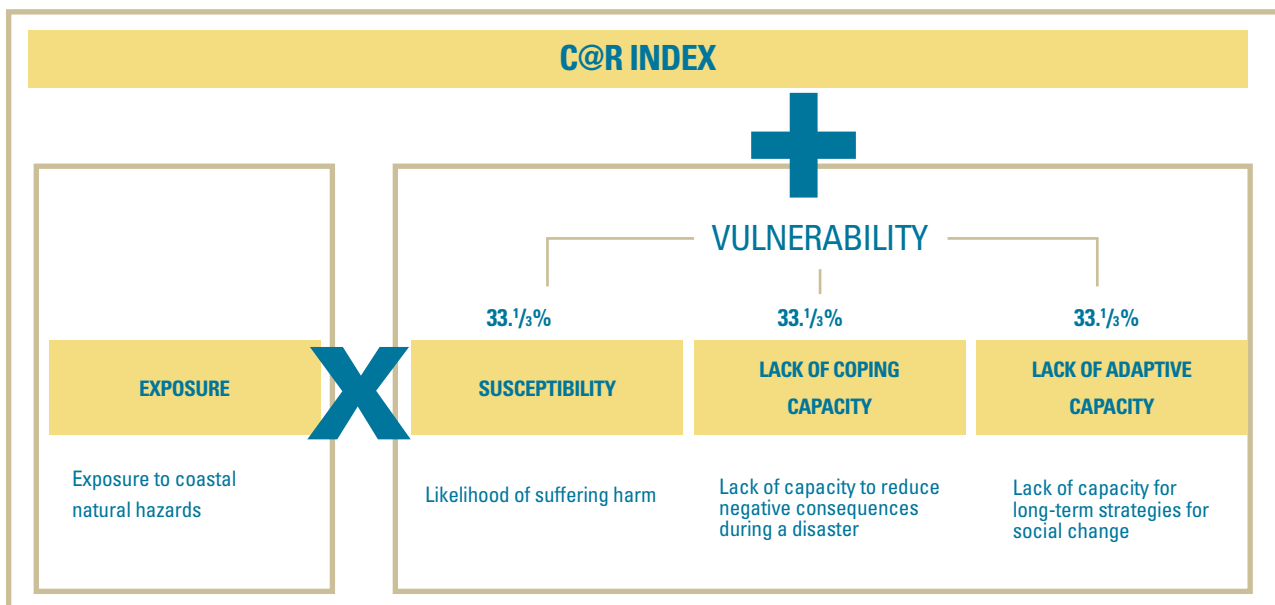 C@R INDEX
VULNERABILITY
33.1/3%
33.1/3%
33.1/3%
EXPOSURE
X
SUSCEPTIBILITY
LACK OF COPING
CAPACITY
LACK OF ADAPTIVE
CAPACITY
Exposure to coastal
natural hazards
Likelihood of suffering harm
Lack of capacity to reduce
negative consequences
during a disaster
Lack of capacity for
long-term strategies for
social change